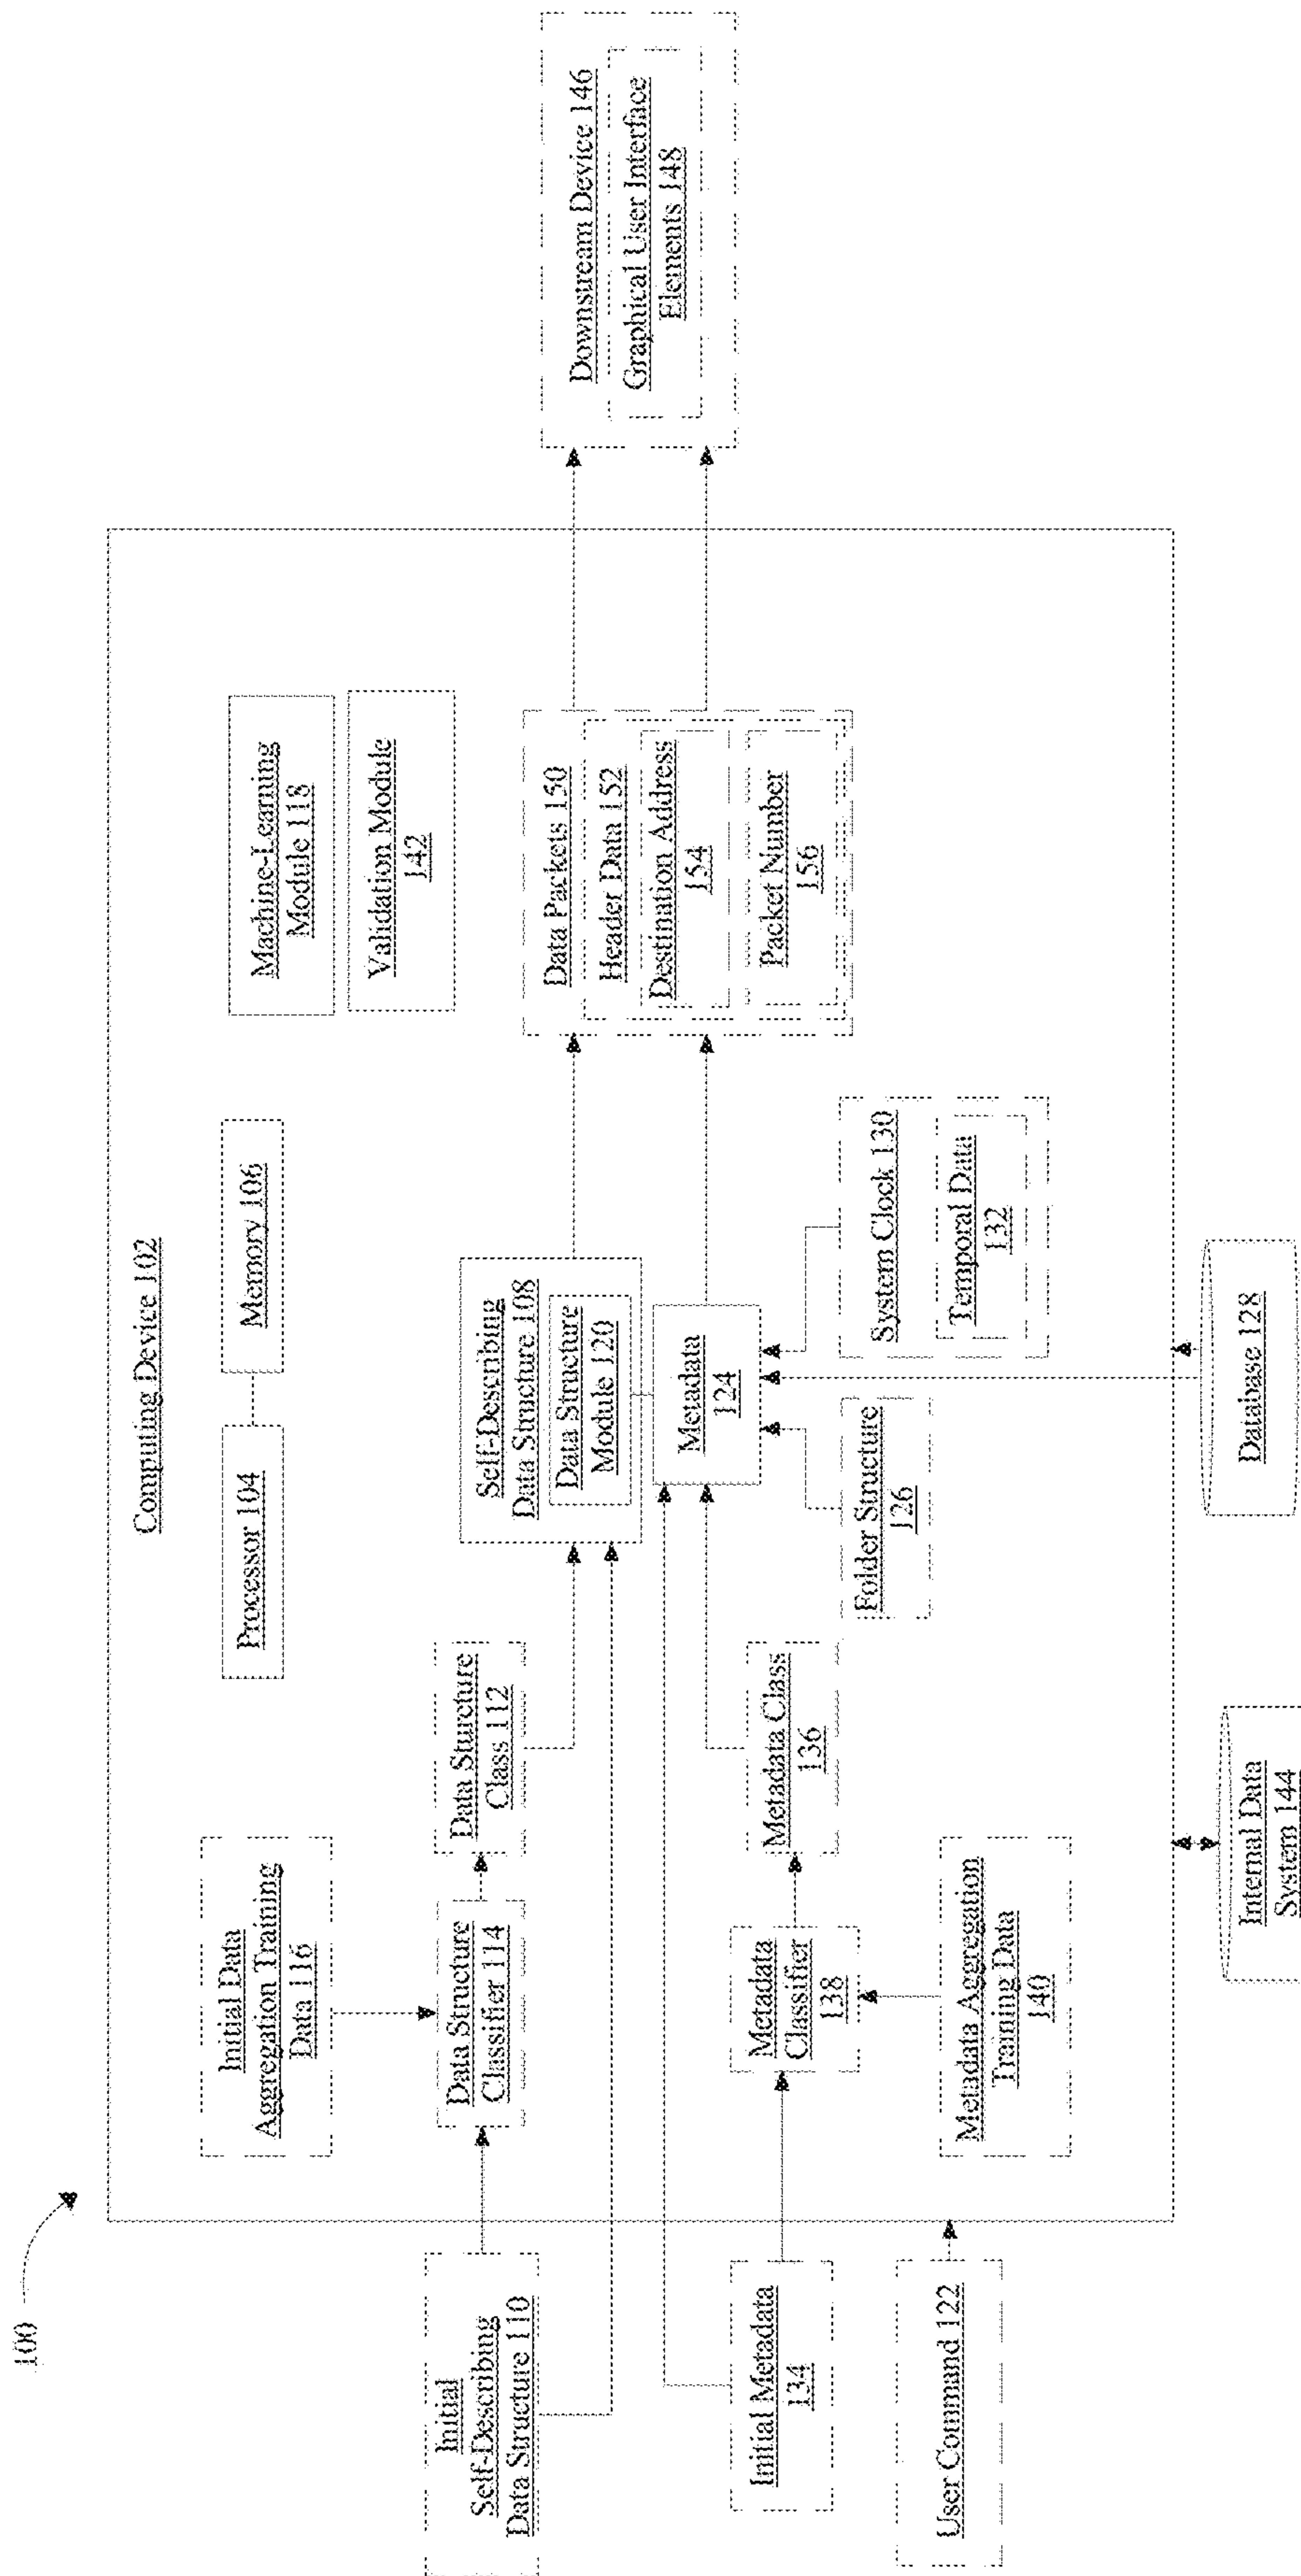 100
Computing Device 102
Processor 104
Memory 106
Machine-Learning
Module 118
Validation Module
142
Initial Data
Aggregation Training
Data 116
Initial
Self-Describing
Data Structure 110
Data Structure
Classifier 114
Data Sturcture
Class 112
Self-Describing
Data Structure 108
Data Structure
Module 120
Data Packets 150
Header Data 152
Destination Address
154
Packet Number
156
Downstream Device 146
Graphical User Interface
Elements 148
Initial Metadata
134
Metadata
Classifier
138
Metadata Class
136
Metadata
124
Folder Structure
126
System Clock 130
Temporal Data
132
Metadata Aggregation
Training Data
140
User Command 122
Internal Data
System 144
Database 128